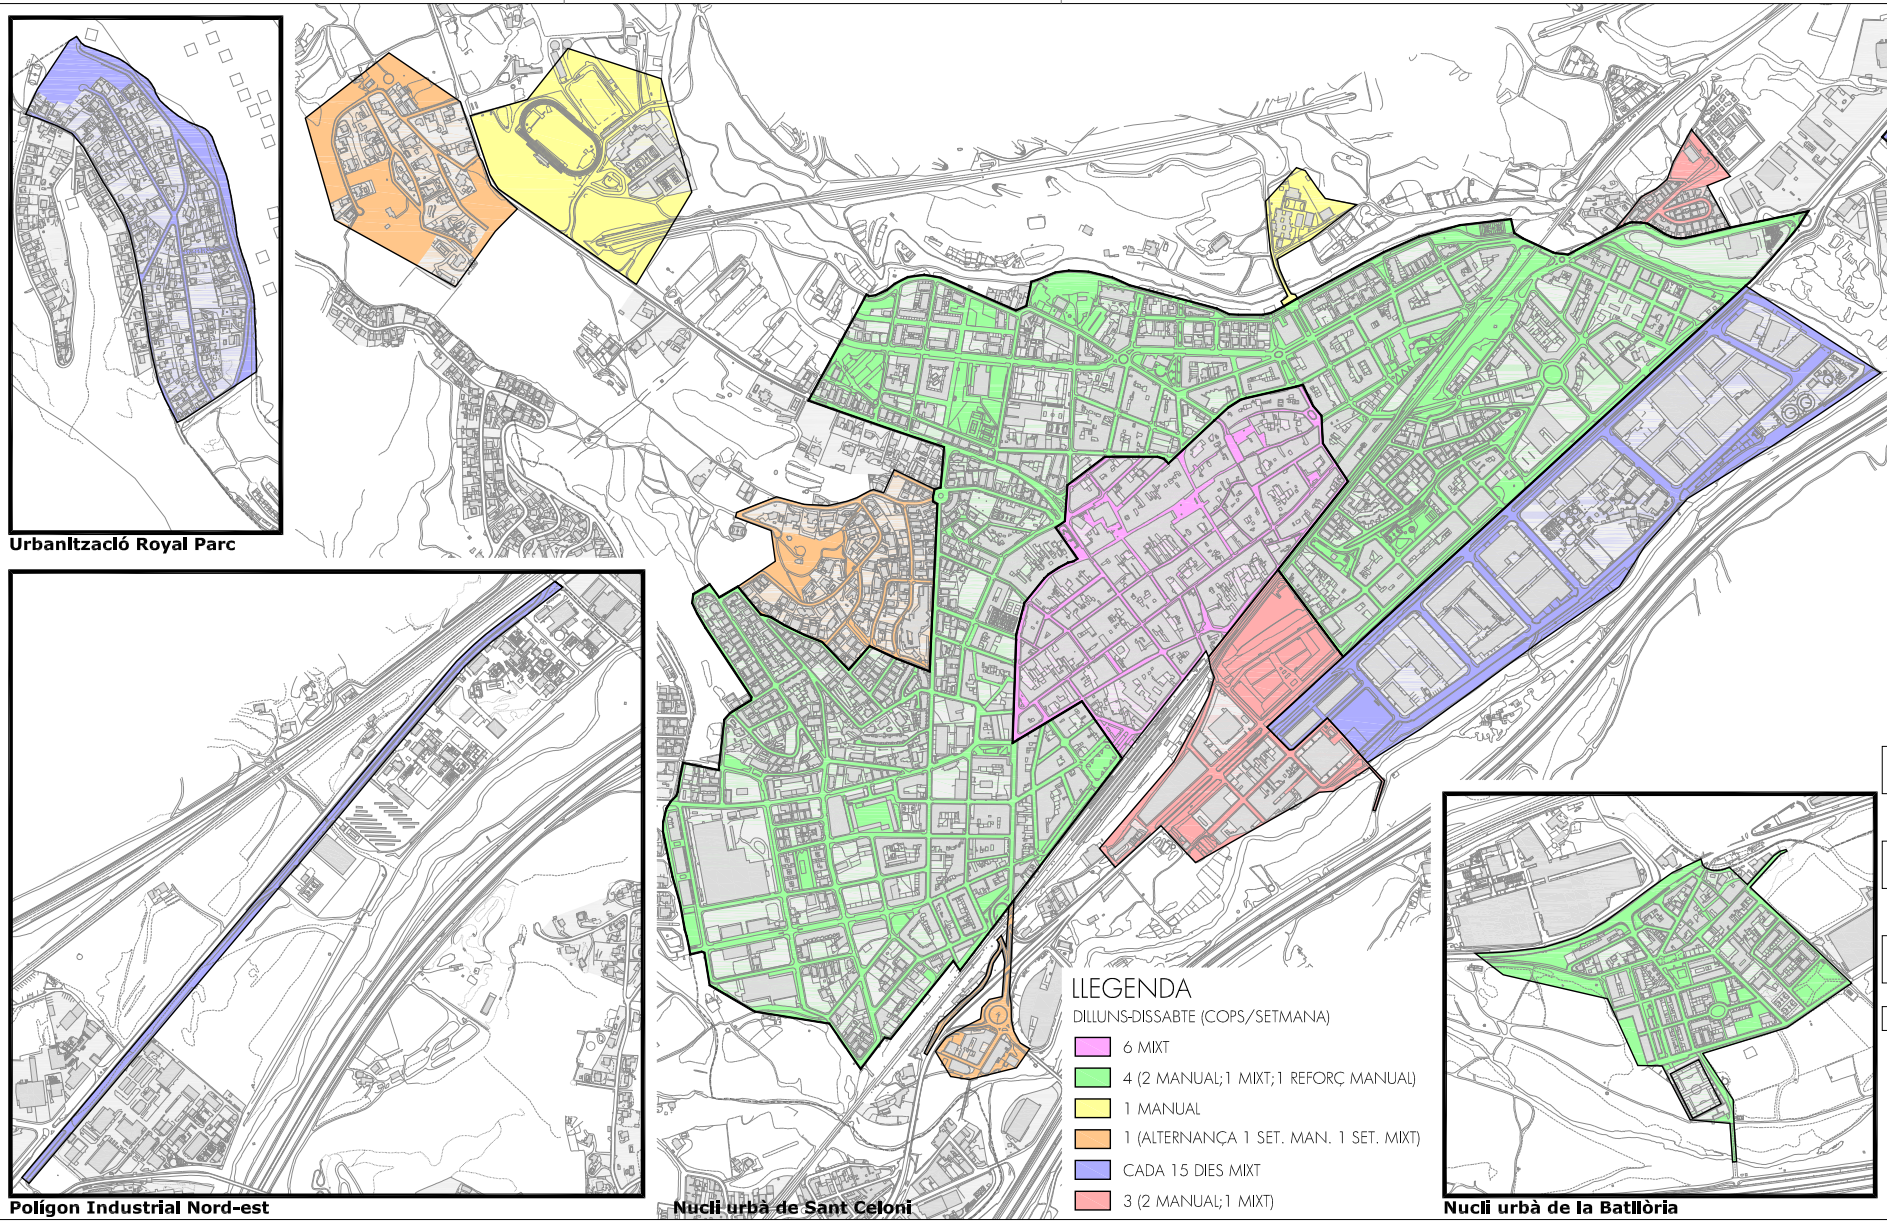 Urbanització Royal Parc
Polígon Industrial Nord-est
Nucli urbà de Sant Celoni
LLEGENDA
DILLUNS-DISSABTE (COPS/SETMANA)
6 MIXT
4 (2 MANUAL;1 MIXT;1 REFORÇ MANUAL)
1 MANUAL
1 (ALTERNANÇA 1 SET. MAN. 1 SET. MIXT)
CADA 15 DIES MIXT
3 (2 MANUAL;1 MIXT)
Nucli urbà de la Batllòria